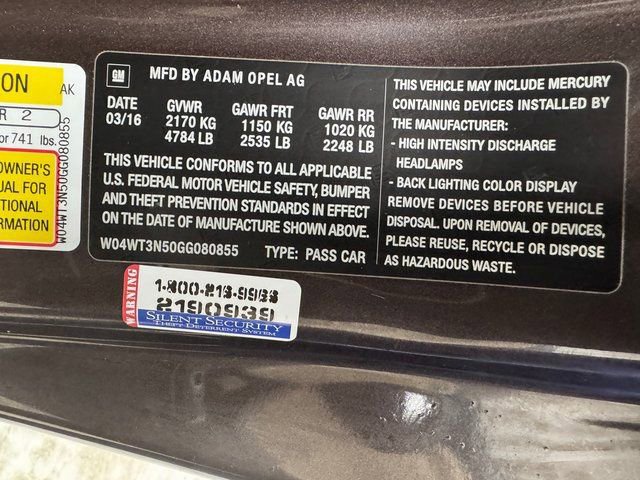 ON
AK
R 2
or 741 lbs.
OWNER'S
UAL FOR
TIONAL
RMATION
W04WT3N50GG080855
GM
MFD BY ADAM OPEL AG
DATE GVWR GAWR FRT GAWR RR
03/16 2170 KG 1150 KG 1020 KG
4784 LB 2535 LB 2248 LB
THIS VEHICLE CONFORMS TO ALL APPLICABLE
U.S. FEDERAL MOTOR VEHICLE SAFETY, BUMPER
AND THEFT PREVENTION STANDARDS IN EFFECT
ON THE DATE OF MANUFACTURE SHOWN ABOVE.
W04WT3N50GG080855 TYPE: PASS CAR
THIS VEHICLE MAY INCLUDE MERCURY
CONTAINING DEVICES INSTALLED BY
THE MANUFACTURER:
- HIGH INTENSITY DISCHARGE
HEADLAMPS
- BACK LIGHTING COLOR DISPLAY
REMOVE DEVICES BEFORE VEHICLE
DISPOSAL. UPON REMOVAL OF DEVICES,
PLEASE REUSE, RECYCLE OR DISPOSE
AS HAZARDOUS WASTE.
WARNING
2190939
SILENT SECURITY
THEFT DETERRENT SYSTEM